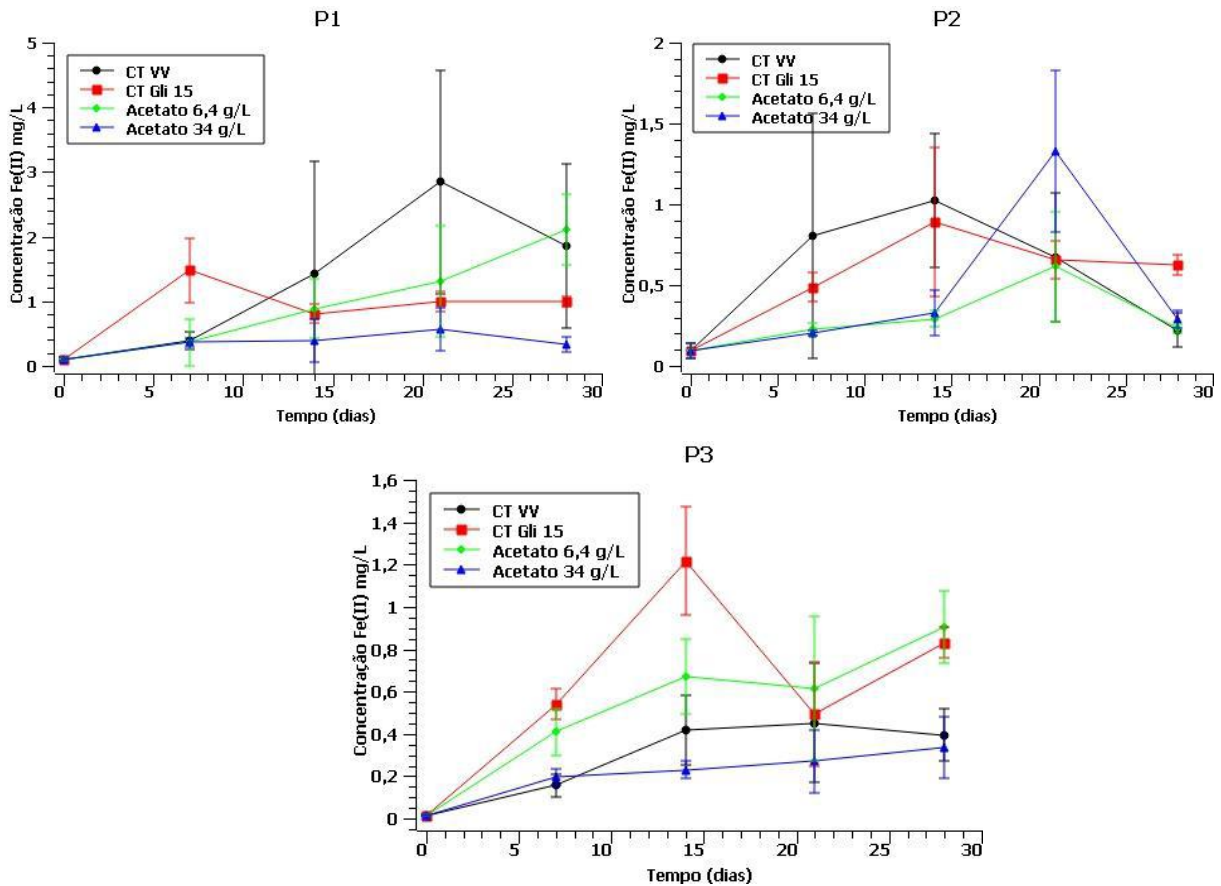 P1
Concentração Fe(II) mg/L
5
4
3
2
1
0
CT VV
CT Gli 15
Acetato 6,4 g/L
Acetato 34 g/L
0
5
10
15
20
25
30
Tempo (dias)
P2
Concentração Fe(II) mg/L
2
1,5
1
0,5
0
CT VV
CT Gli 15
Acetato 6,4 g/L
Acetato 34 g/L
0
5
10
15
20
25
30
Tempo (dias)
P3
Concentração Fe(II) mg/L
1,6
1,4
1,2
1
0,8
0,6
0,4
0,2
0
CT VV
CT Gli 15
Acetato 6,4 g/L
Acetato 34 g/L
0
5
10
15
20
25
30
Tempo (dias)